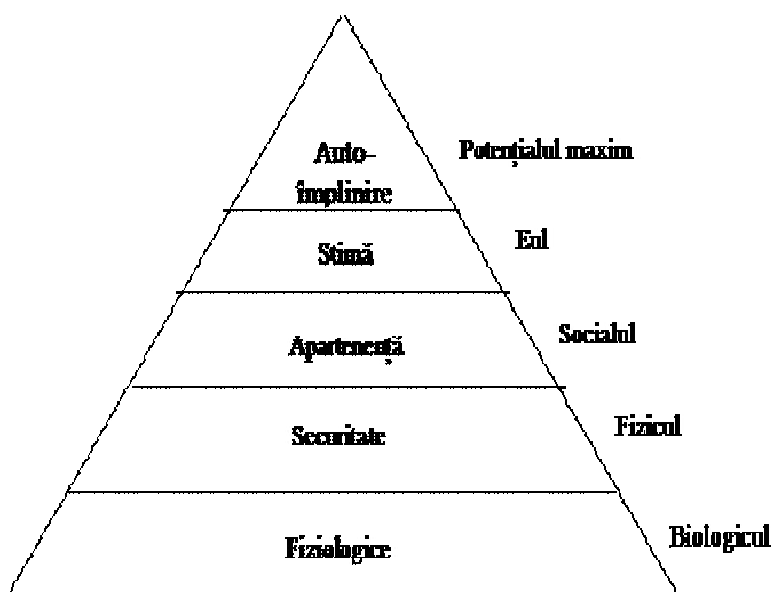 Auto-
împlinire
Potențialul maxim
Stimă
Eul
Apartenență
Socialul
Securitate
Fizicul
Fiziologice
Biologicul